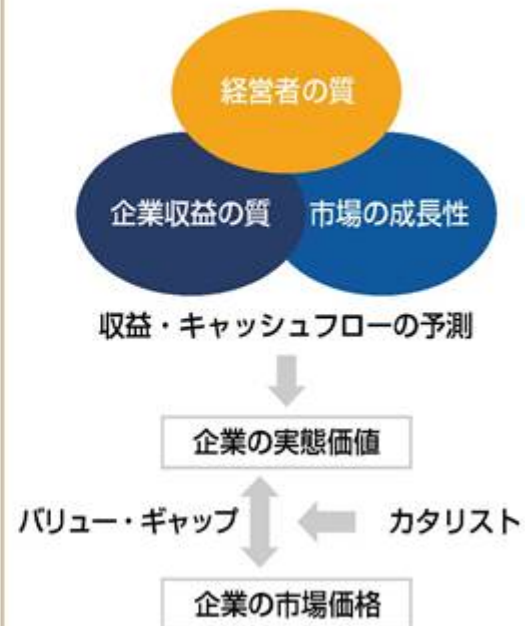 経営者の質
企業収益の質
市場の成長性
収益・キャッシュフローの予測
企業の実態価値
バリュー・ギャップ
カタリスト
企業の市場価格